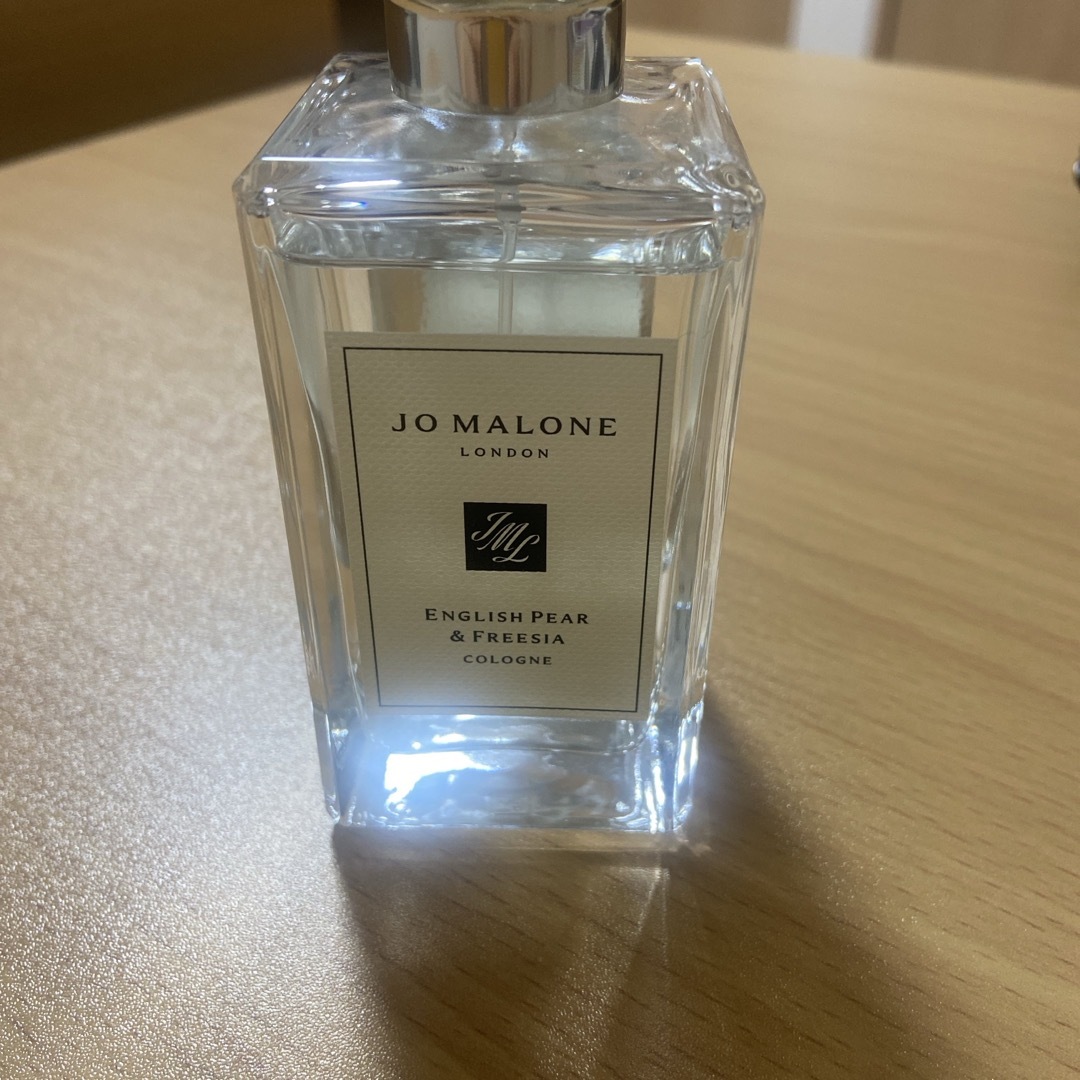 JO MALONE
LONDON
JML
ENGLISH PEAR
& FREESIA
COLOGNE